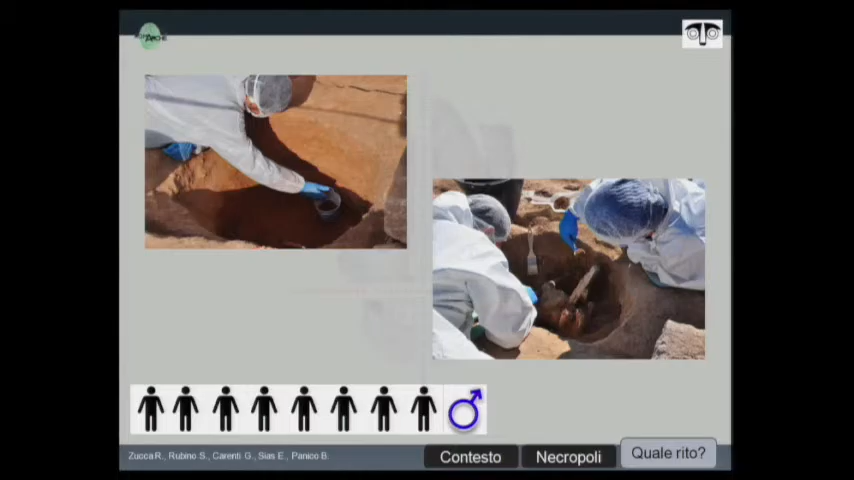 Zucca R., Rubino S., Carenti G., Sias E., Panico B.
Contesto
Necropoli
Quale rito?